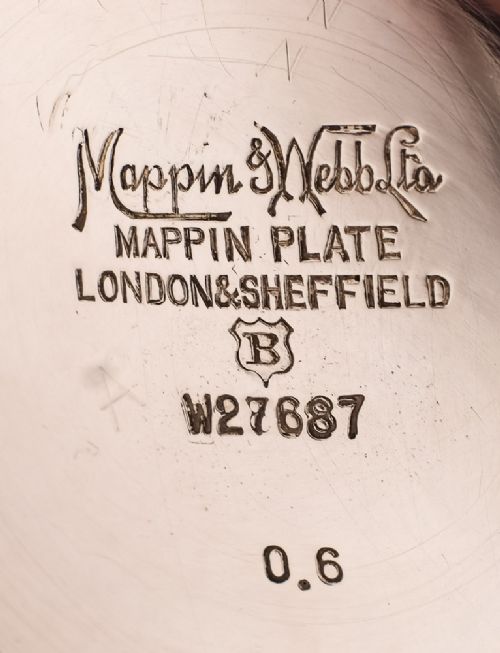 Mappin & Webb Ltd
MAPPIN PLATE
LONDON&SHEFFIELD
B
W27687
0.6